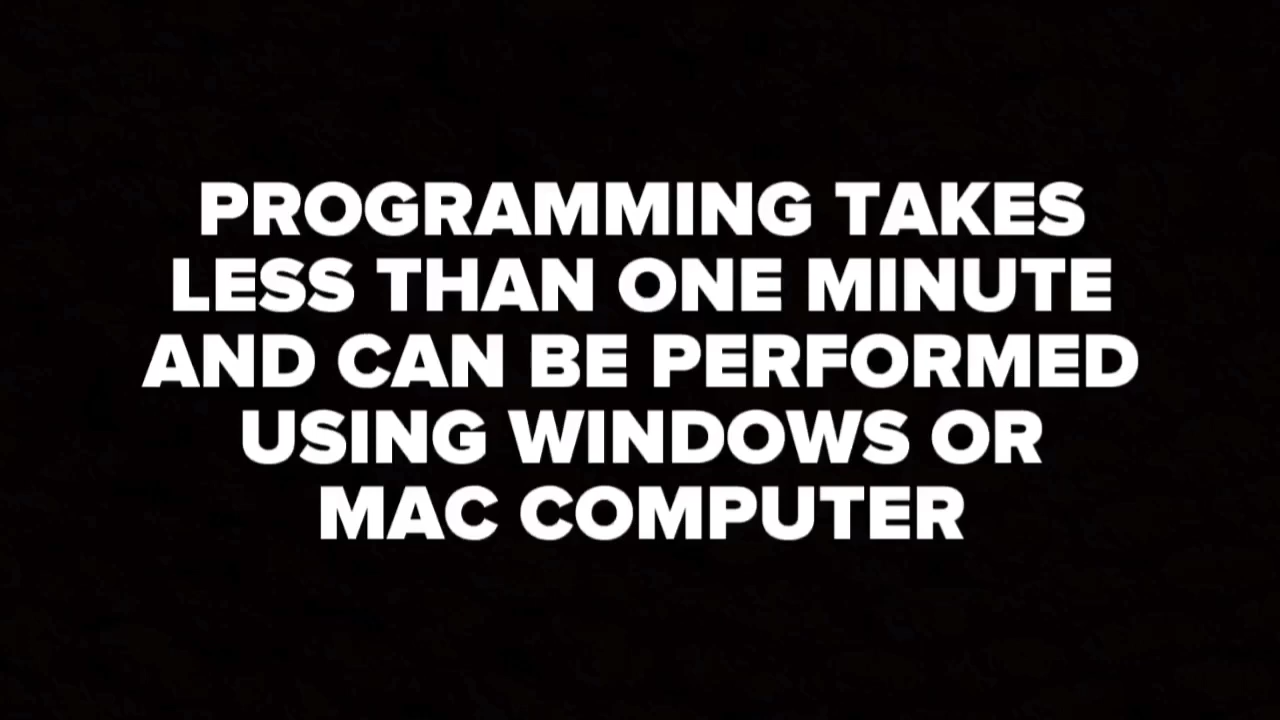 PROGRAMMING TAKES
LESS THAN ONE MINUTE
AND CAN BE PERFORMED
USING WINDOWS OR
MAC COMPUTER